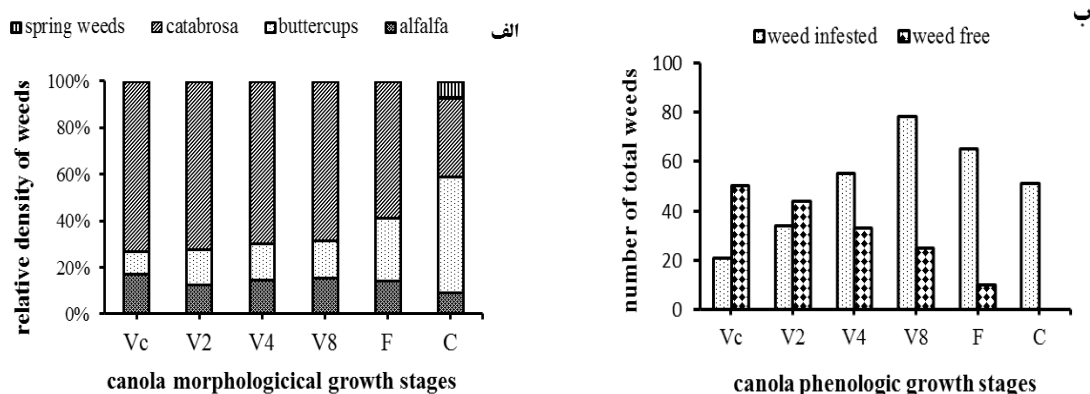 spring weeds catabrosa buttercups alfalfa
الف
relative density of weeds
100%
80%
60%
40%
20%
0%
Vc V2 V4 V8 F C
canola morphologicical growth stages
ب
weed infested weed free
number of total weeds
100
80
60
40
20
0
Vc V2 V4 V8 F C
canola phenologic growth stages